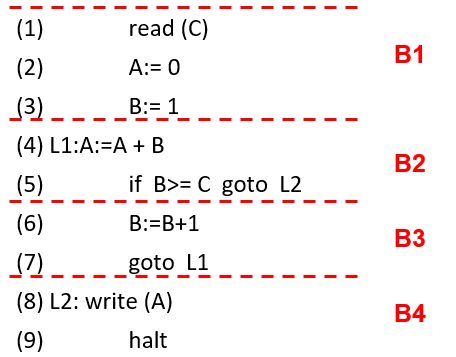 (1) read (C)
(2) A:= 0
B1
(3) B:= 1
(4) L1:A:=A + B
B2
(5) if B>= C goto L2
(6) B:=B+1
B3
(7) goto L1
(8) L2: write (A)
B4
(9) halt